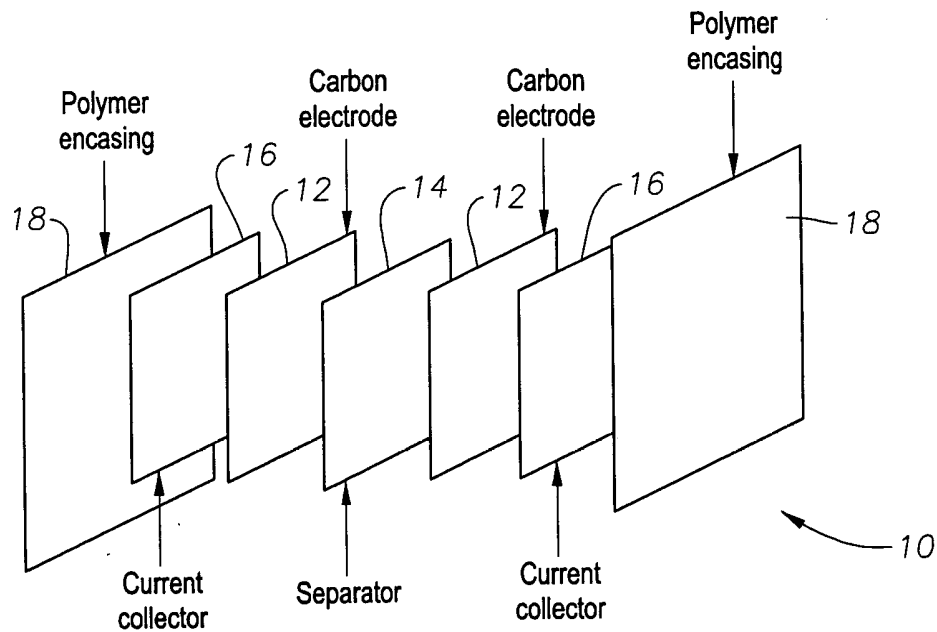 Polymer
encasing
Carbon
electrode
Carbon
electrode
Polymer
encasing
16
12
14
12
16
18
18
10
Current
collector
Separator
Current
collector